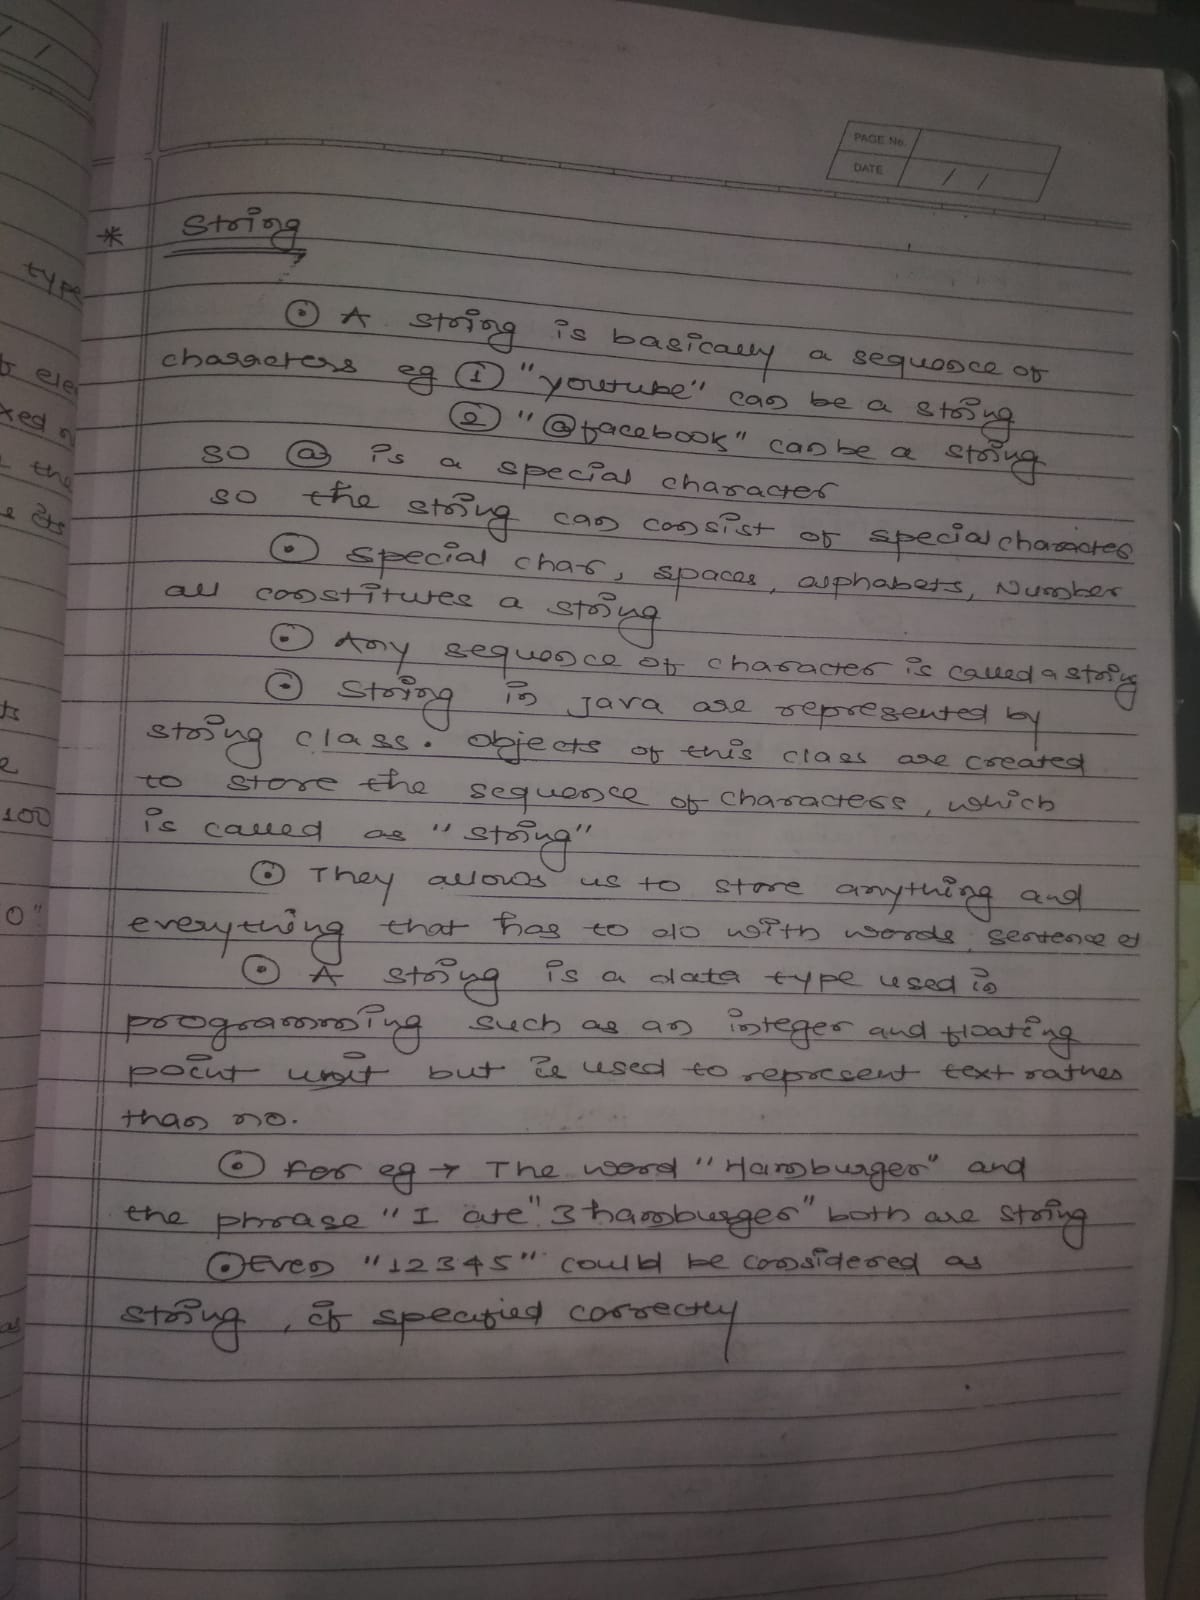 PAGE No.
DATE / /
* String
⊙ A string is basically a sequence of
characters eg ① "youtube" can be a string
② "@facebook" can be a string
so @ is a special character
so the string can consist of special character
⊙ special char, spaces, alphabets, Number
all constitutes a string
⊙ Any sequence of character is called a string
⊙ String in java are represented by
string class. Objects of this class are created
to store the sequence of characters, which
is called as "string"
⊙ They allows us to store anything and
everything that has to do with words, sentence
⊙ A string is a data type used in
programming such as an integer and floating
point unit but is used to represent text rather
than no.
⊙ For eg → The word "Hamburger" and
the phrase "I ate" 3 hamburger" both are string
⊙ Even "12345" could be considered as
string, if specified correctly
/ /
type
ele
xed
the
100
0"
as